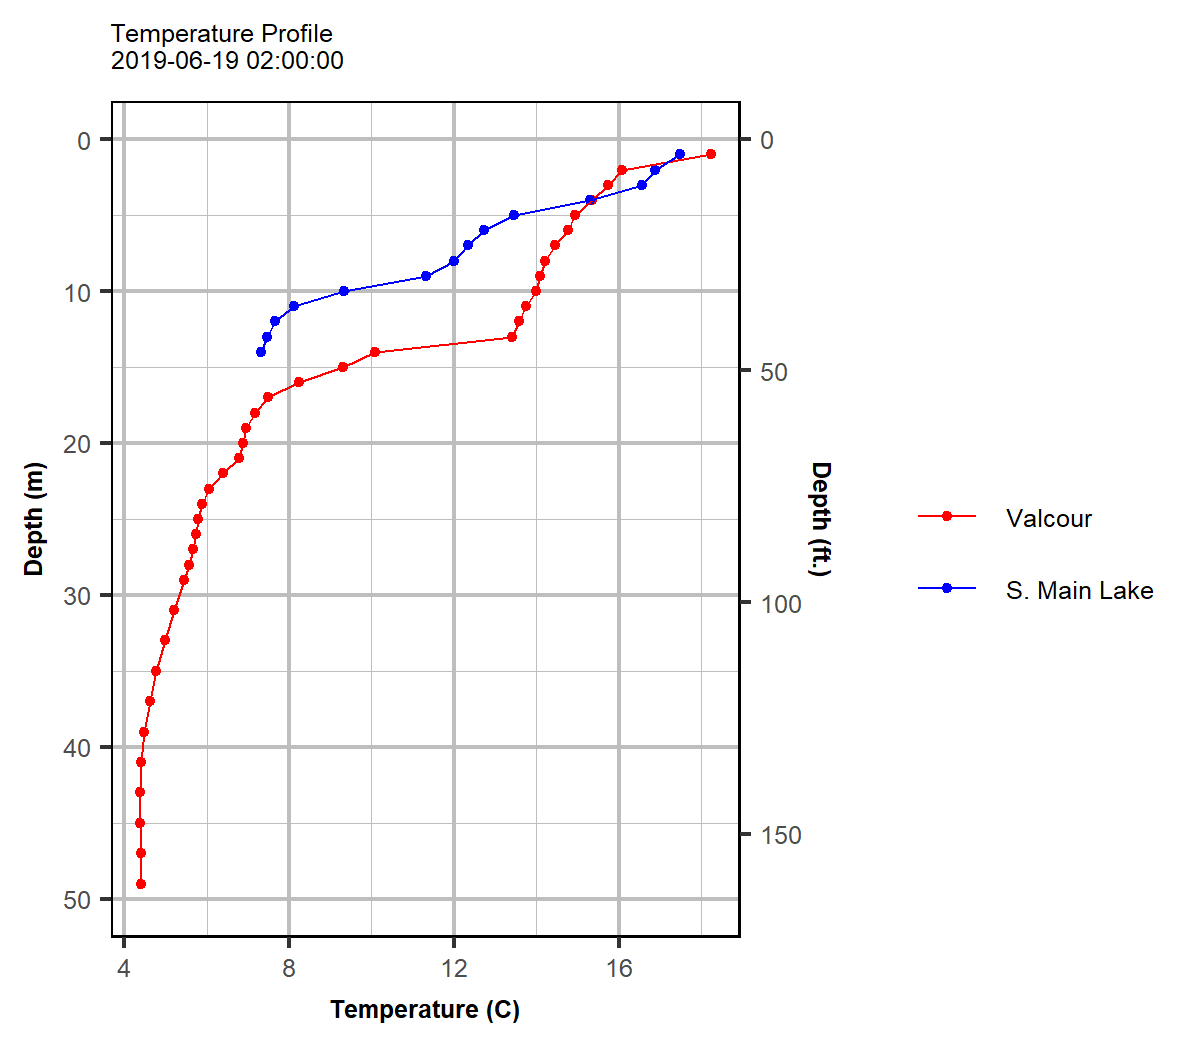 Temperature Profile
2019-06-19 02:00:00
0
10
20
30
40
50
Depth (m)
0
50
100
150
Depth (ft.)
4 8 12 16
Temperature (C)
Valcour
S. Main Lake